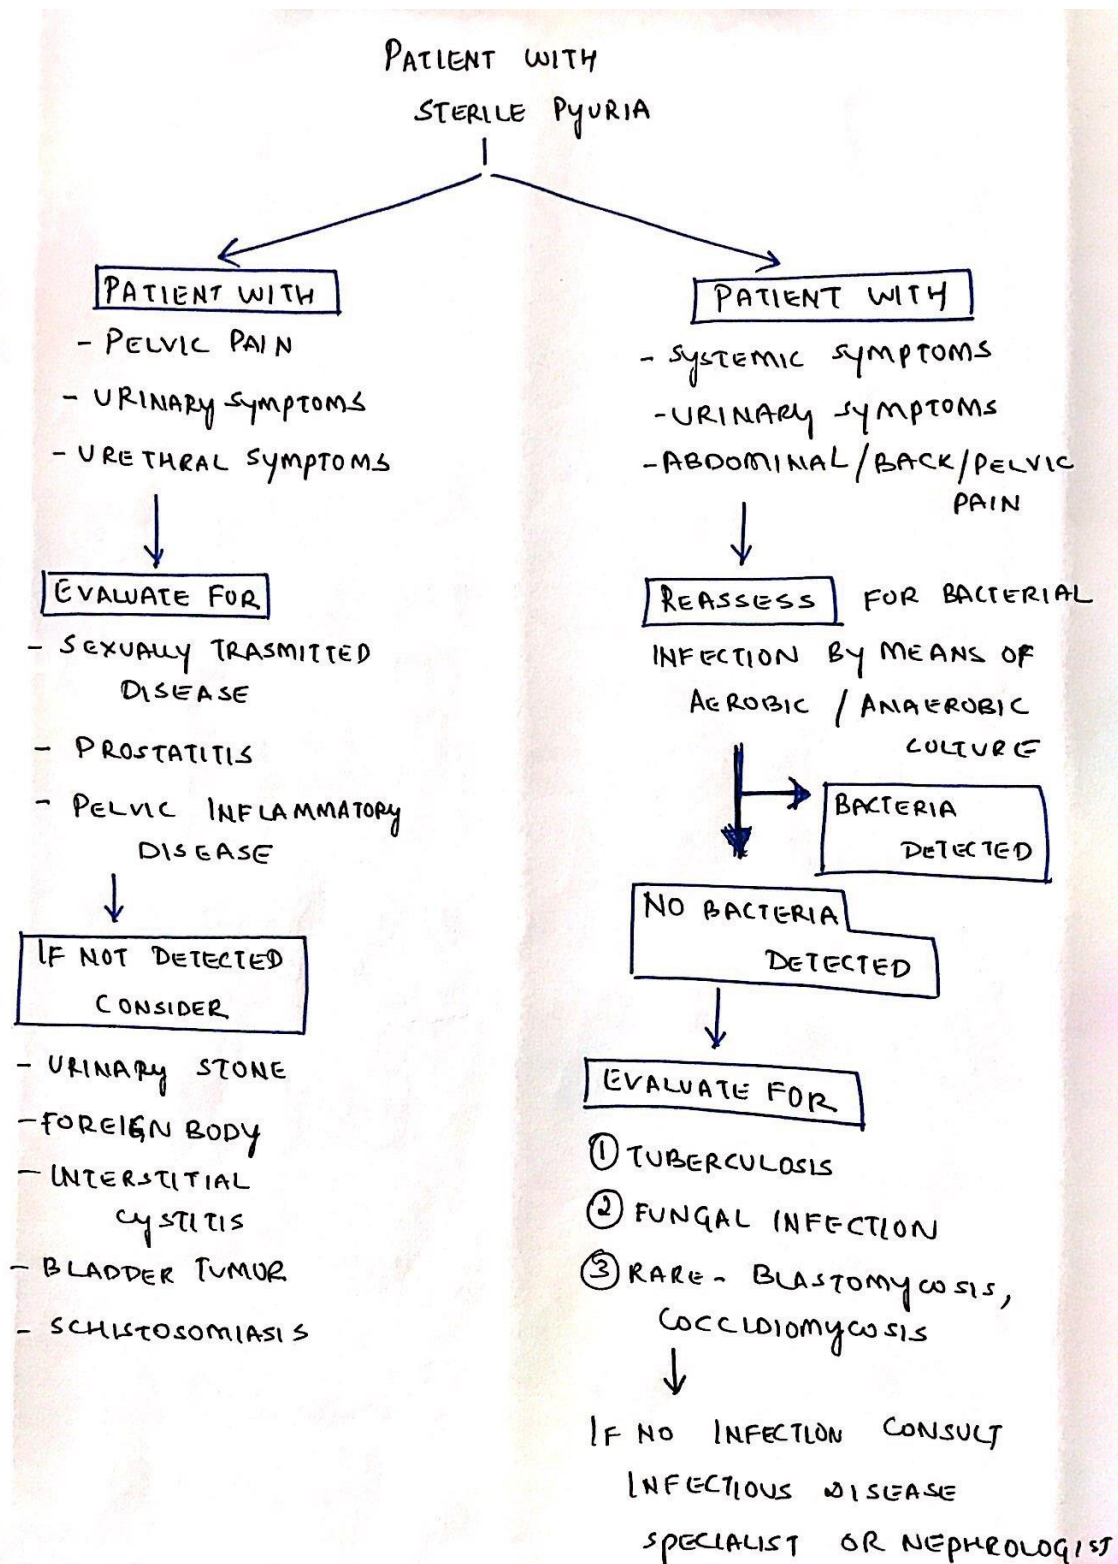 PATIENT WITH
STERILE PYURIA
PATIENT WITH
- PELVIC PAIN
- URINARY SYMPTOMS
- URETHRAL SYMPTOMS
EVALUATE FOR
- SEXUALLY TRASMITTED
DISEASE
- PROSTATITIS
- PELVIC INFLAMMATORY
DISEASE
IF NOT DETECTED
CONSIDER
- URINARY STONE
- FOREIGN BODY
- INTERSTITIAL
CYSTITIS
- BLADDER TUMOR
- SCHISTOSOMIASIS
PATIENT WITH
- SYSTEMIC SYMPTOMS
- URINARY SYMPTOMS
- ABDOMINAL/BACK/PELVIC
PAIN
REASSESS FOR BACTERIAL
INFECTION BY MEANS OF
AEROBIC / ANAEROBIC
CULTURE
BACTERIA
DETECTED
NO BACTERIA
DETECTED
EVALUATE FOR
① TUBERCULOSIS
② FUNGAL INFECTION
③ RARE - BLASTOMYCOSIS,
COCCIDIOMYCOSIS
IF NO INFECTION CONSULT
INFECTIOUS DISEASE
SPECIALIST OR NEPHROLOGIST